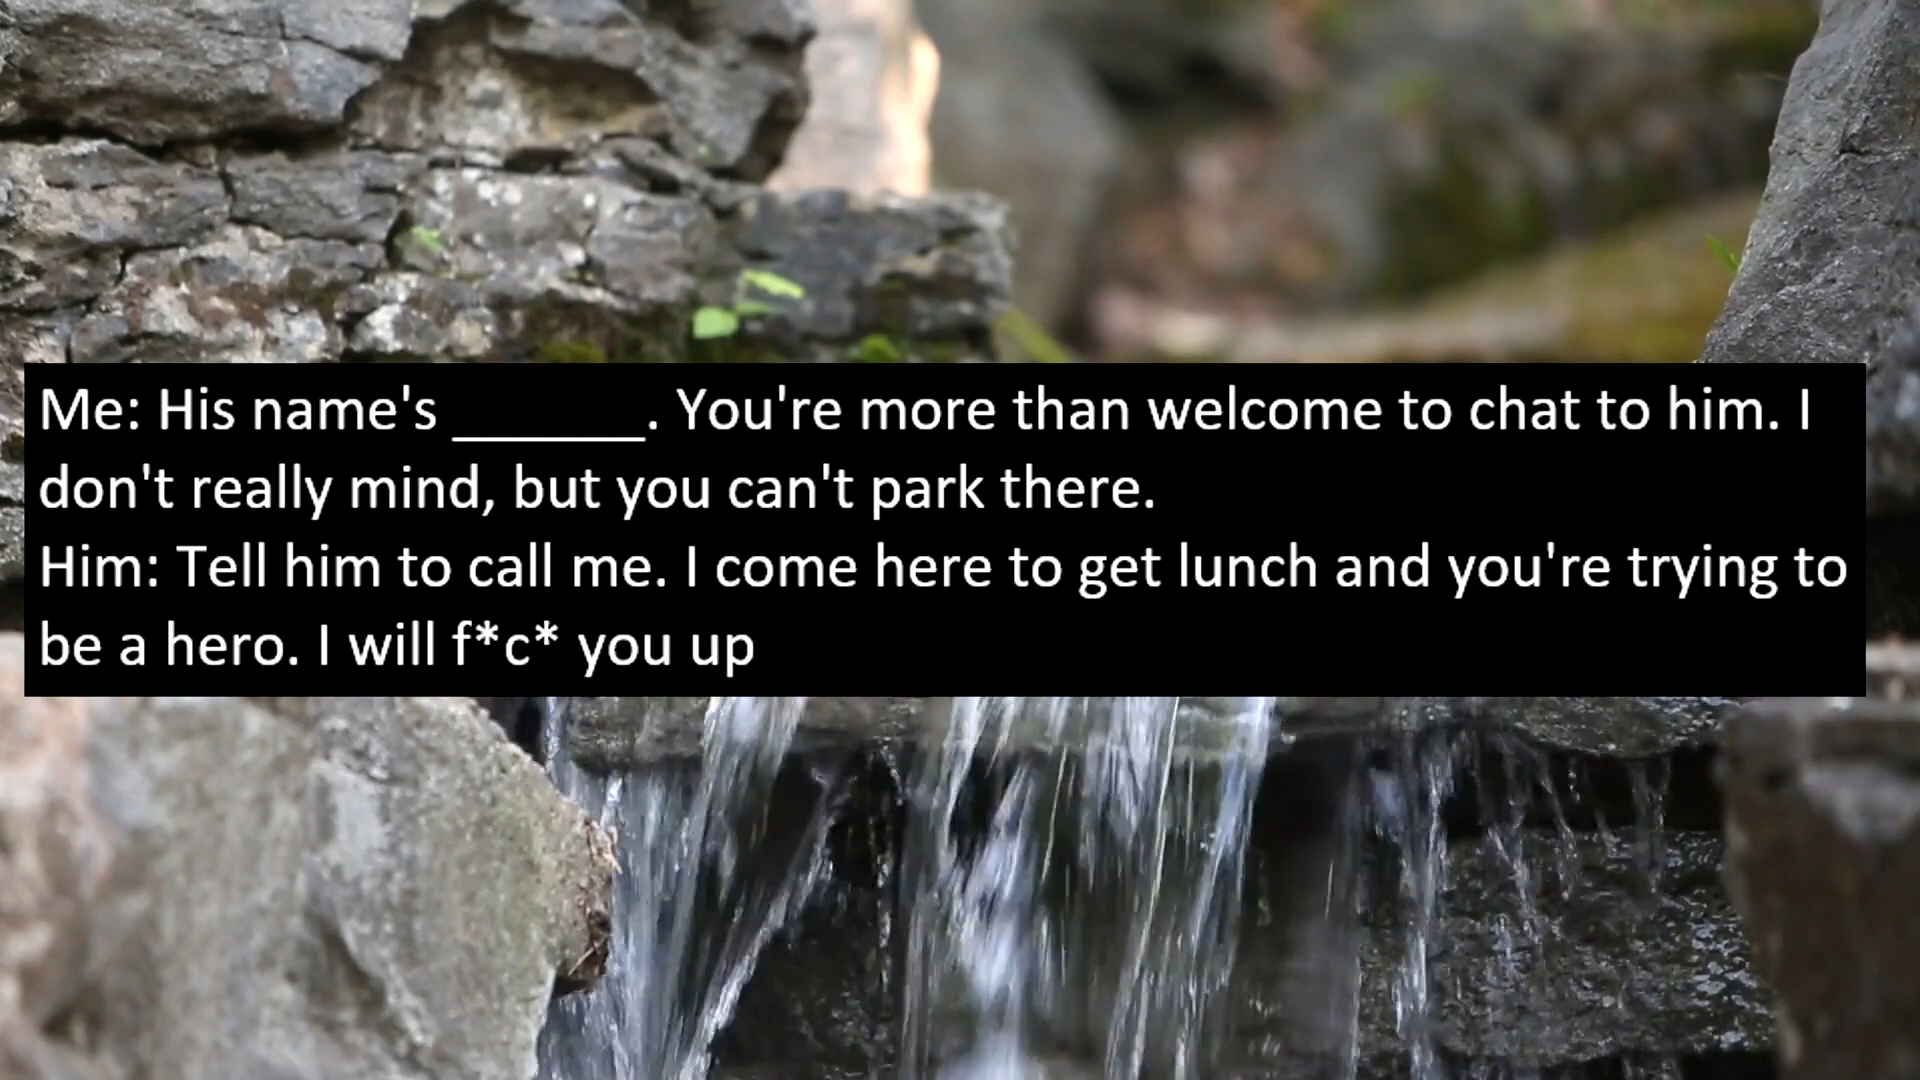 Me: His name's ______. You're more than welcome to chat to him. I
don't really mind, but you can't park there.
Him: Tell him to call me. I come here to get lunch and you're trying to
be a hero. I will f*c* you up